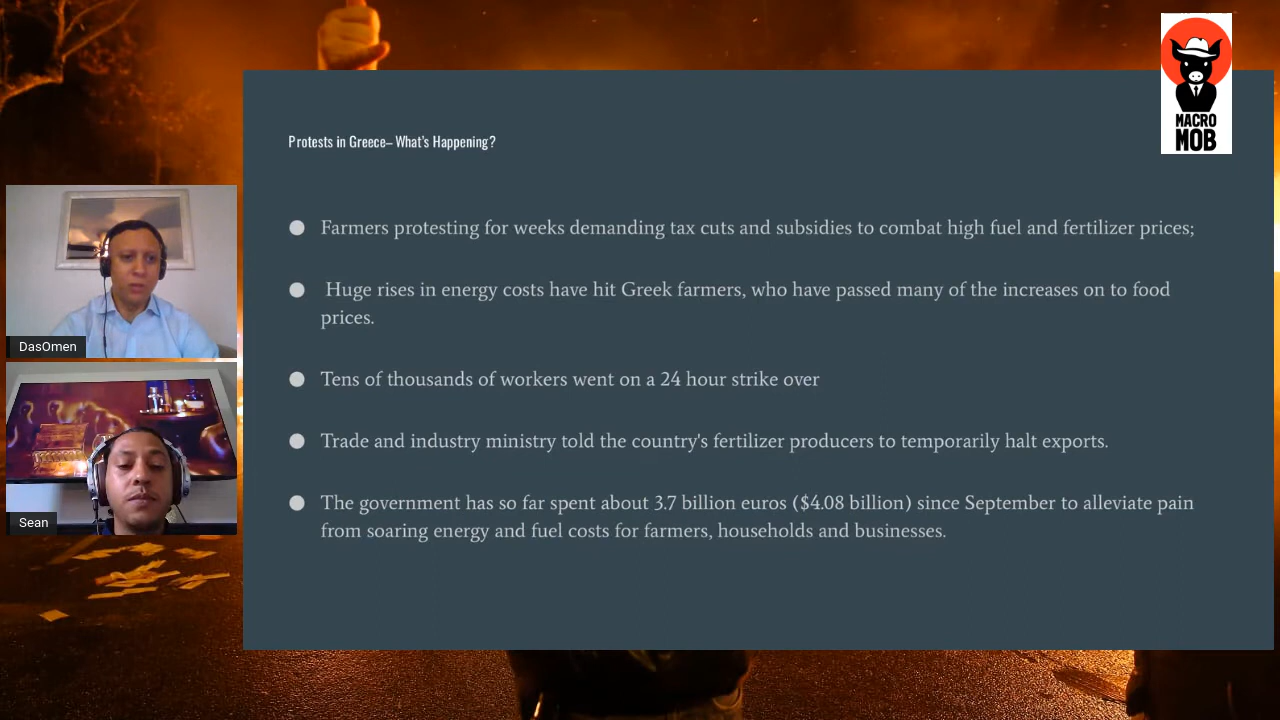 MACRO
MOB
Protests in Greece– What's Happening?
Farmers protesting for weeks demanding tax cuts and subsidies to combat high fuel and fertilizer prices;
Huge rises in energy costs have hit Greek farmers, who have passed many of the increases on to food
prices.
Tens of thousands of workers went on a 24 hour strike over
Trade and industry ministry told the country's fertilizer producers to temporarily halt exports.
The government has so far spent about 3.7 billion euros ($4.08 billion) since September to alleviate pain
from soaring energy and fuel costs for farmers, households and businesses.
DasOmen
Sean